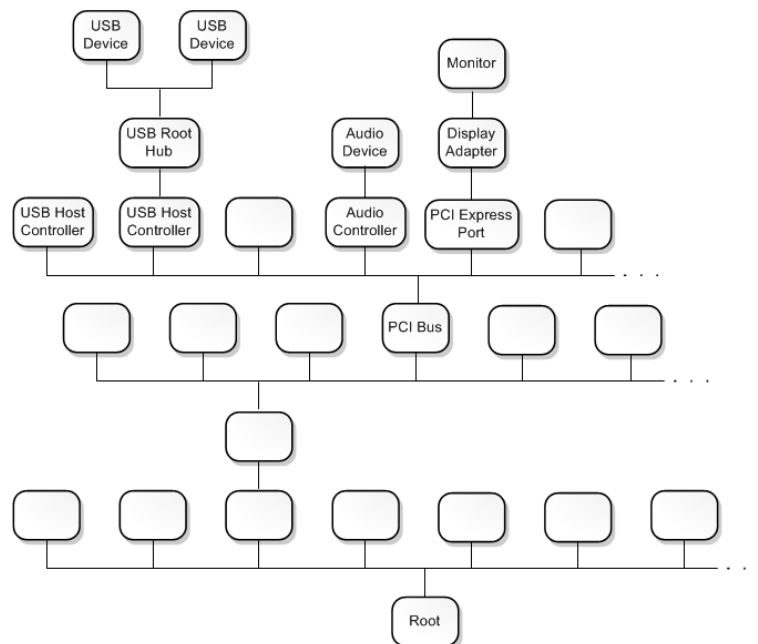 USB
Device
USB
Device
Monitor
USB Root
Hub
Audio
Device
Display
Adapter
USB Host
Controller
USB Host
Controller
Audio
Controller
PCI Express
Port
. . .
PCI Bus
. . .
. .
Root